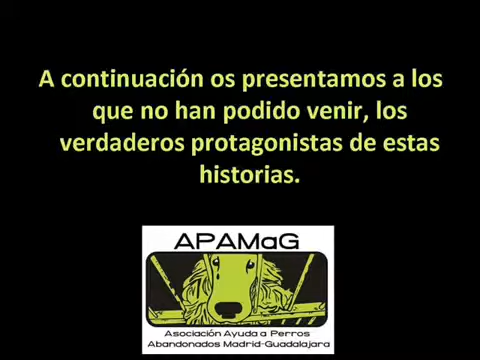 A continuación os presentamos a los
que no han podido venir, los
verdaderos protagonistas de estas
historias.
APAMaG
Asociación Ayuda a Perros
Abandonados Madrid-Guadalajara